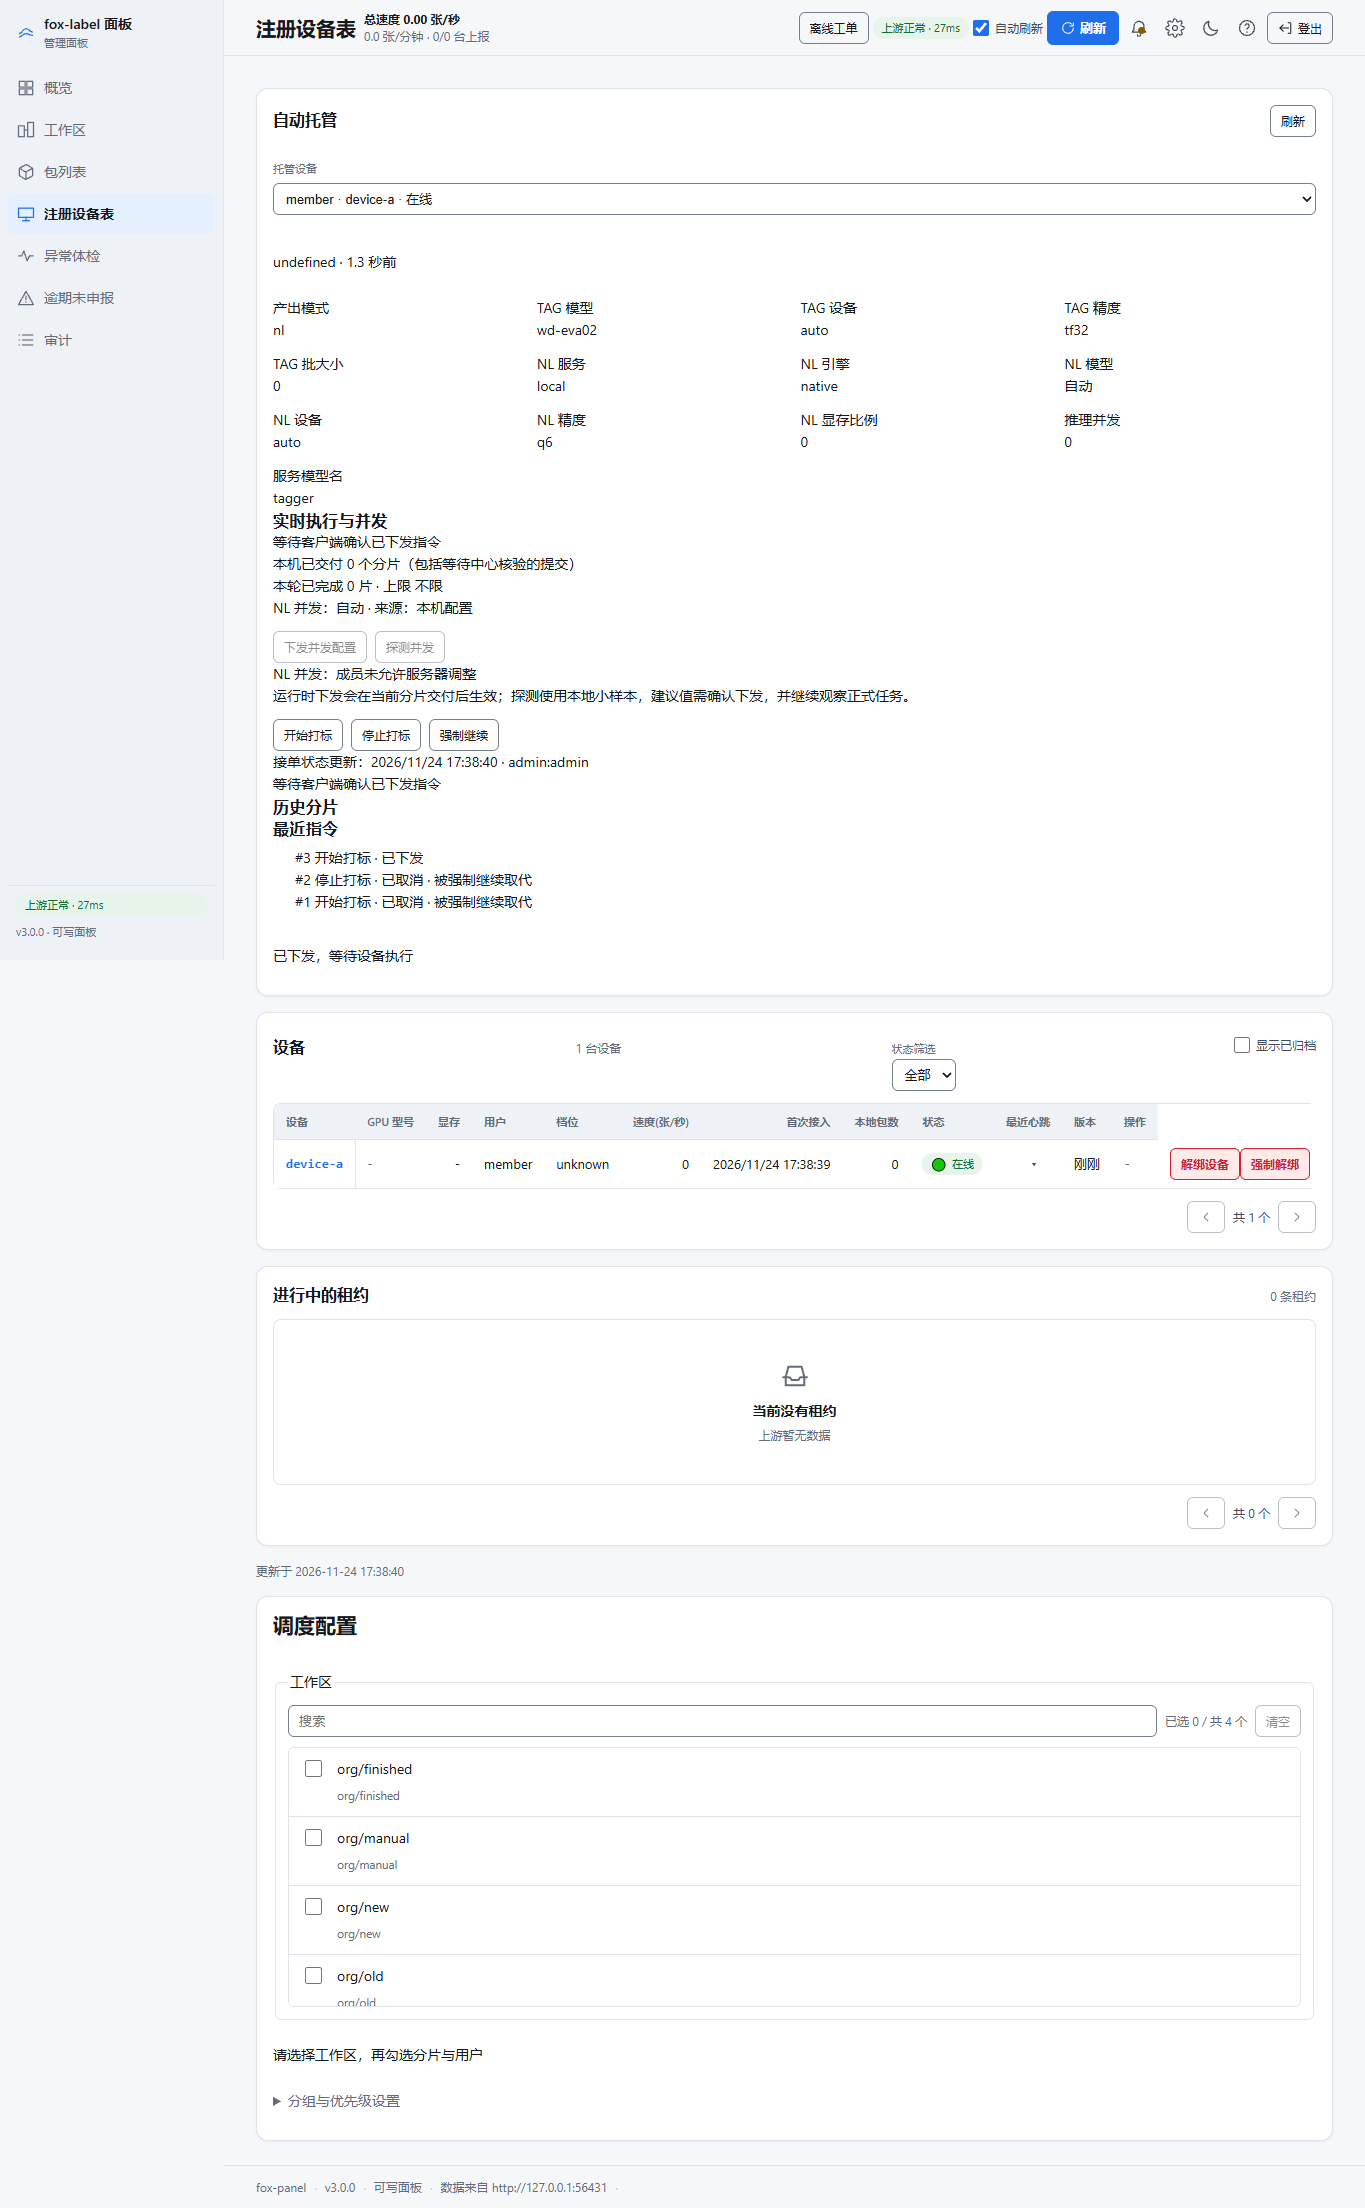 fox-label 面板
管理面板
概览
工作区
包列表
注册设备表
异常体检
逾期未申报
审计
上游正常 · 27ms
v3.0.0 · 可写面板
注册设备表
总速度 0.00 张/秒
0.0 张/分钟 · 0/0 台上报
离线工单
上游正常 · 27ms
自动刷新
刷新
登出
自动托管
刷新
托管设备
member · device-a · 在线
undefined · 1.3 秒前
产出模式 TAG 模型 TAG 设备 TAG 精度
nl wd-eva02 auto tf32
TAG 批大小 NL 服务 NL 引擎 NL 模型
0 local native 自动
NL 设备 NL 精度 NL 显存比例 推理并发
auto q6 0 0
服务模型名
tagger
实时执行与并发
等待客户端确认已下发指令
本机已交付 0 个分片（包括等待中心核验的提交）
本轮已完成 0 片 · 上限 不限
NL 并发：自动 · 来源：本机配置
下发并发配置 探测并发
NL 并发：成员未允许服务器调整
运行时下发会在当前分片交付后生效；探测使用本地小样本，建议值需确认下发，并继续观察正式任务。
开始打标 停止打标 强制继续
接单状态更新：2026/11/24 17:38:40 · admin:admin
等待客户端确认已下发指令
历史分片
最近指令
#3 开始打标 · 已下发
#2 停止打标 · 已取消 · 被强制继续取代
#1 开始打标 · 已取消 · 被强制继续取代
已下发，等待设备执行
设备
1 台设备
状态筛选
全部
显示已归档
设备 GPU 型号 显存 用户 档位 速度(张/秒) 首次接入 本地包数 状态 最近心跳 版本 操作
device-a - - member unknown 0 2026/11/24 17:38:39 0 在线 · 刚刚 - 解绑设备 强制解绑
共 1 个
进行中的租约
0 条租约
当前没有租约
上游暂无数据
共 0 个
更新于 2026-11-24 17:38:40
调度配置
工作区
搜索
已选 0 / 共 4 个
清空
org/finished
org/finished
org/manual
org/manual
org/new
org/new
org/old
org/old
请选择工作区，再勾选分片与用户
▶ 分组与优先级设置
fox-panel · v3.0.0 · 可写面板 · 数据来自 http://127.0.0.1:56431 ·